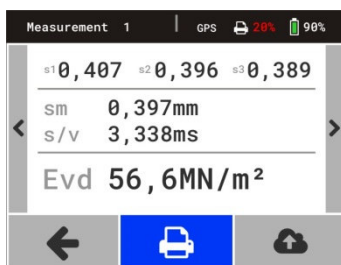 Measurement 1 GPS 20% 90%
s1 0,407 s2 0,396 s3 0,389
sm 0,397mm
s/v 3,338ms
Evd 56,6MN/m²